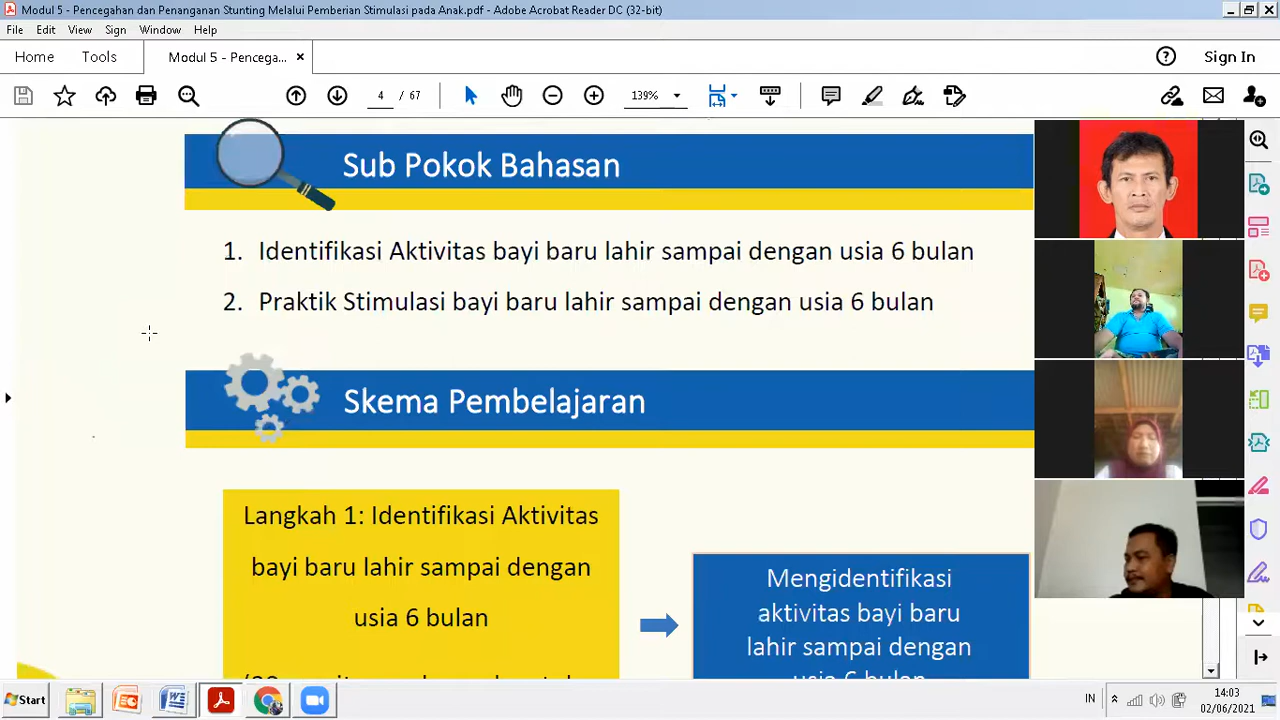 Modul 5 - Pencegahan dan Penanganan Stunting Melalui Pemberian Stimulasi pada Anak.pdf - Adobe Acrobat Reader DC (32-bit)
File Edit View Sign Window Help
Home Tools Modul 5 - Pencega... × Sign In
4 / 67 139%
Sub Pokok Bahasan
1. Identifikasi Aktivitas bayi baru lahir sampai dengan usia 6 bulan
2. Praktik Stimulasi bayi baru lahir sampai dengan usia 6 bulan
Skema Pembelajaran
Langkah 1: Identifikasi Aktivitas
bayi baru lahir sampai dengan
usia 6 bulan
Mengidentifikasi
aktivitas bayi baru
lahir sampai dengan
usia 6 bulan
Start IN 14:03
02/06/2021